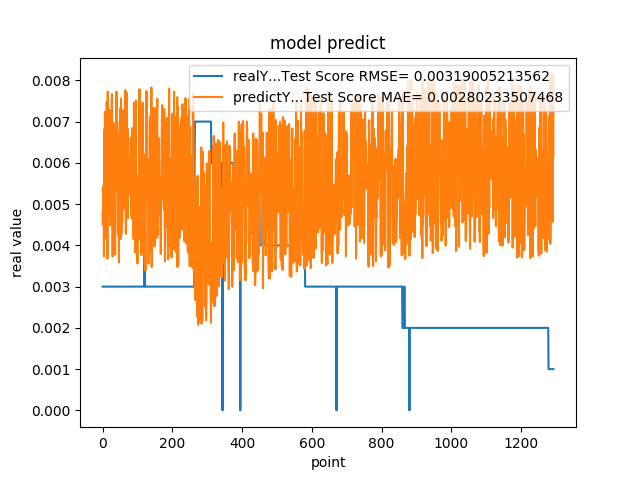 model predict
realY...Test Score RMSE= 0.00319005213562
predictY...Test Score MAE= 0.00280233507468
0.008
0.007
0.006
0.005
0.004
0.003
0.002
0.001
0.000
real value
0 200 400 600 800 1000 1200
point